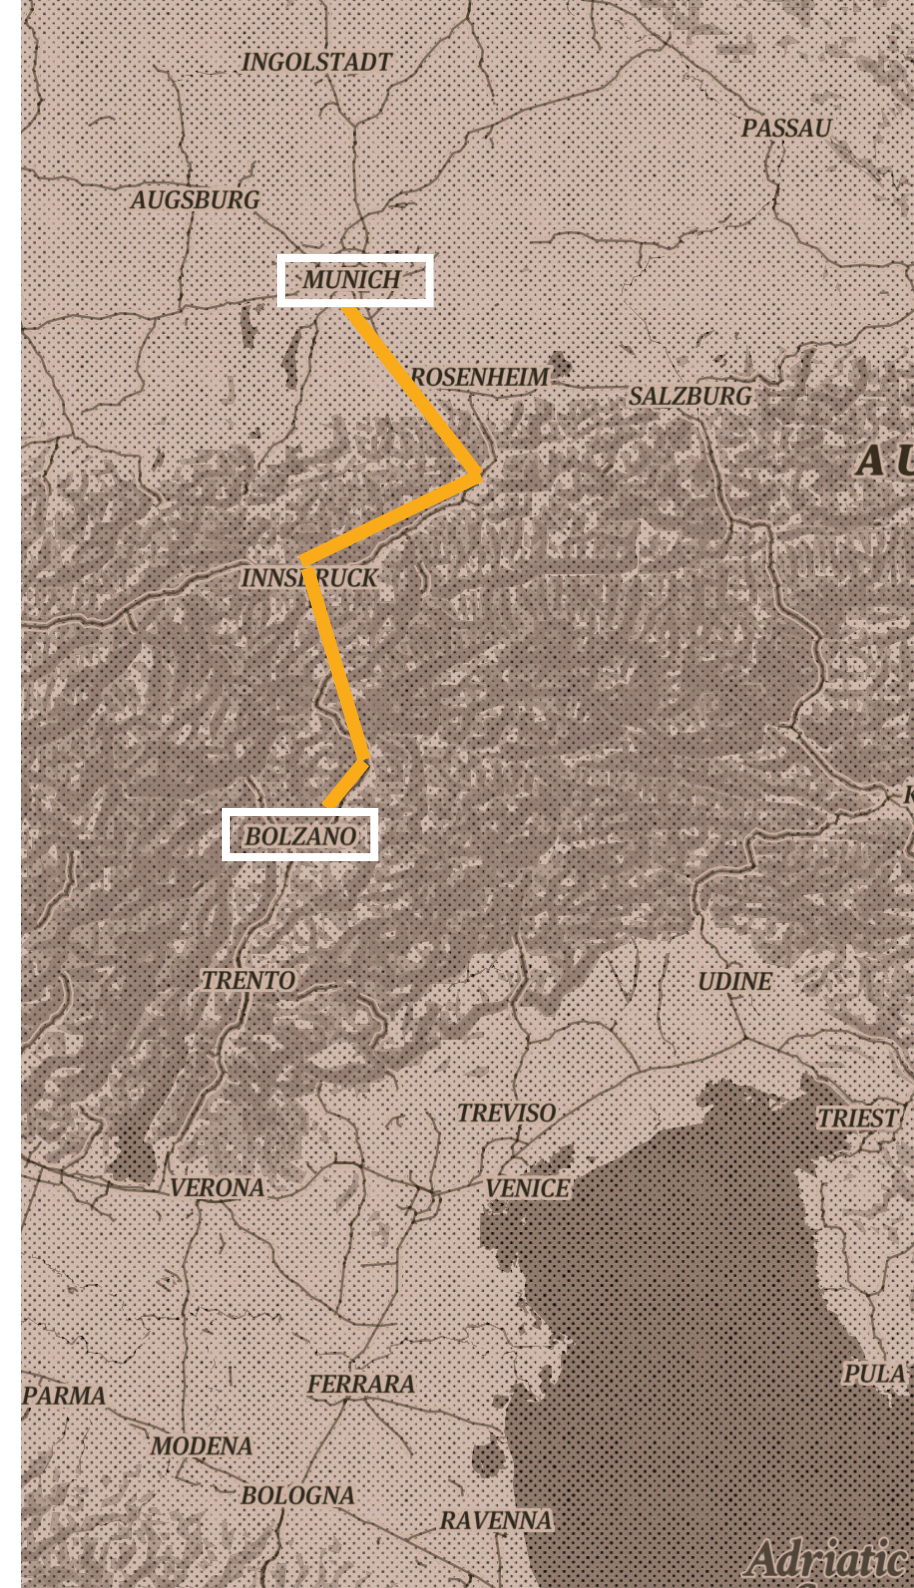 INGOLSTADT
PASSAU
AUGSBURG
MUNICH
ROSENHEIM
SALZBURG
A U
INNSBRUCK
K
BOLZANO
TRENTO
UDINE
TREVISO
TRIEST
VERONA
VENICE
PULA
FERRARA
PARMA
MODENA
BOLOGNA
RAVENNA
Adriatic